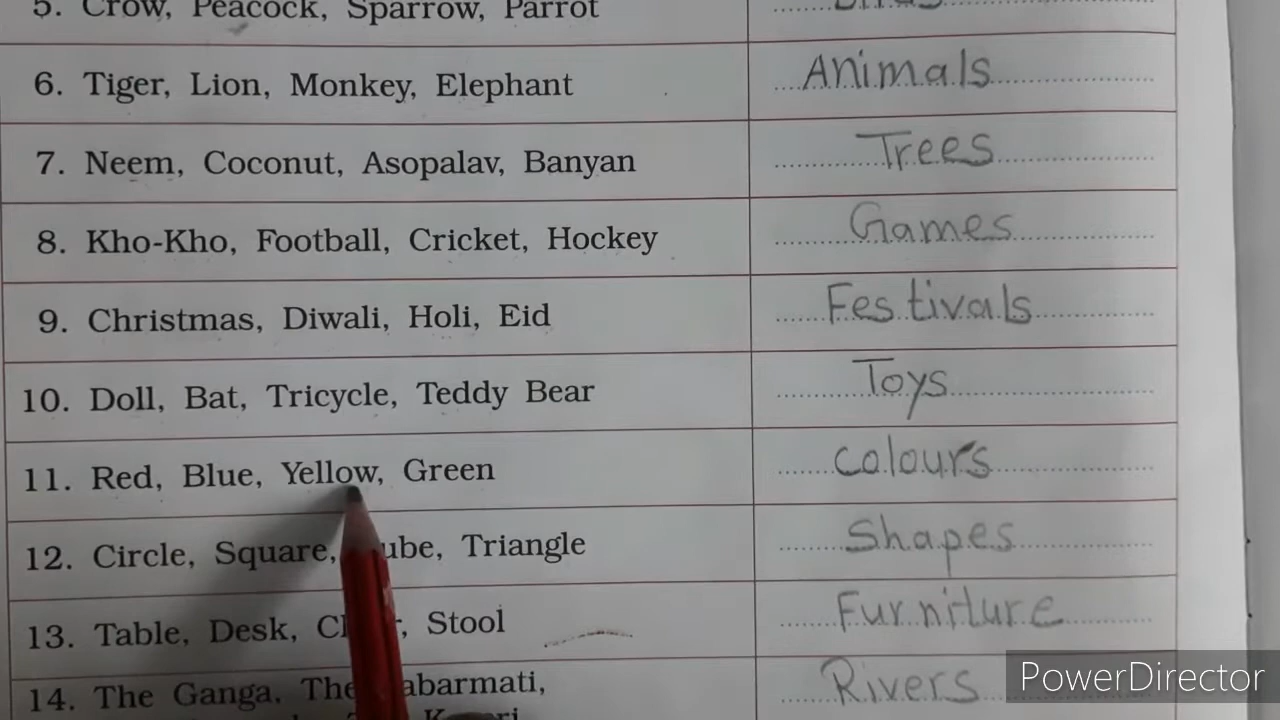 5. Crow, Peacock, Sparrow, Parrot Birds
6. Tiger, Lion, Monkey, Elephant Animals
7. Neem, Coconut, Asopalav, Banyan Trees
8. Kho-Kho, Football, Cricket, Hockey Games
9. Christmas, Diwali, Holi, Eid Festivals
10. Doll, Bat, Tricycle, Teddy Bear Toys
11. Red, Blue, Yellow, Green Colours
12. Circle, Square, Triangle Shapes
13. Table, Desk, Stool Furniture
14. The Ganga, The Rivers
PowerDirector